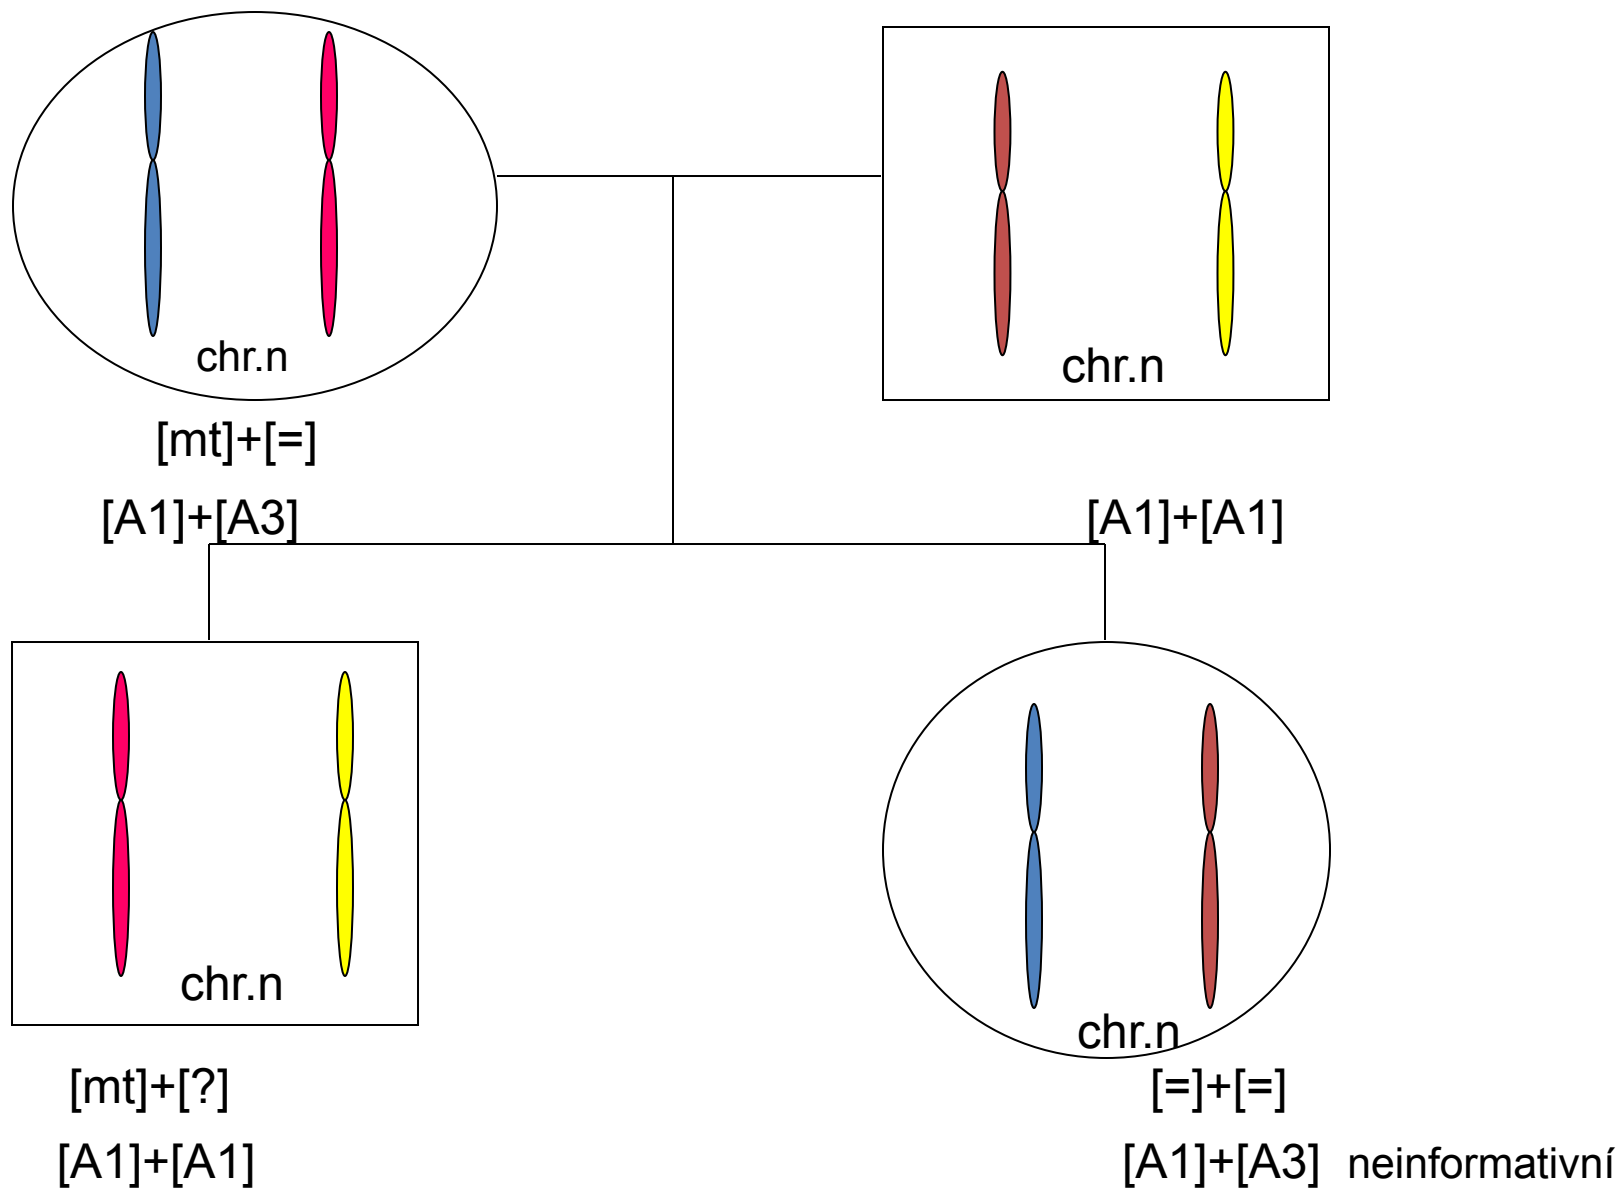 chr.n
chr.n
[mt]+[=]
[A1]+[A3]
[A1]+[A1]
chr.n
chr.n
[mt]+[?]
[=]+[=]
[A1]+[A1]
[A1]+[A3] neinformativní